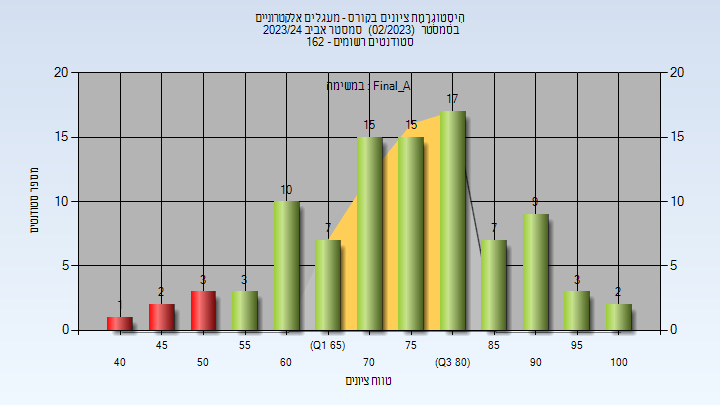 היסטוגרמת ציונים בקורס - מעגלים אלקטרוניים
בסמסטר (02/2023) סמסטר אביב 2023/24
סטודנטים רשומים - 162
במשימה : Final_A
מספר סטודנטים
20 20
15 15
10 10
5 5
0 0
1 2 3 3 10 7 15 15 17 7 9 3 2
45 55 (Q1 65) 75 85 95
40 50 60 70 (Q3 80) 90 100
טווח ציונים